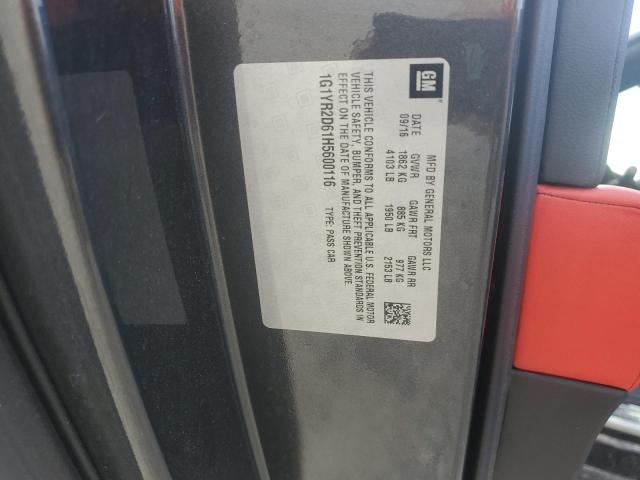 GM
MFD BY GENERAL MOTORS LLC
DATE GVWR GAWR FRT GAWR RR
09/16 1862 KG 885 KG 977 KG
4103 LB 1950 LB 2153 LB
THIS VEHICLE CONFORMS TO ALL APPLICABLE U.S. FEDERAL MOTOR
VEHICLE SAFETY, BUMPER, AND THEFT PREVENTION STANDARDS IN
EFFECT ON THE DATE OF MANUFACTURE SHOWN ABOVE.
1G1YR2D61H5600116 TYPE: PASS CAR